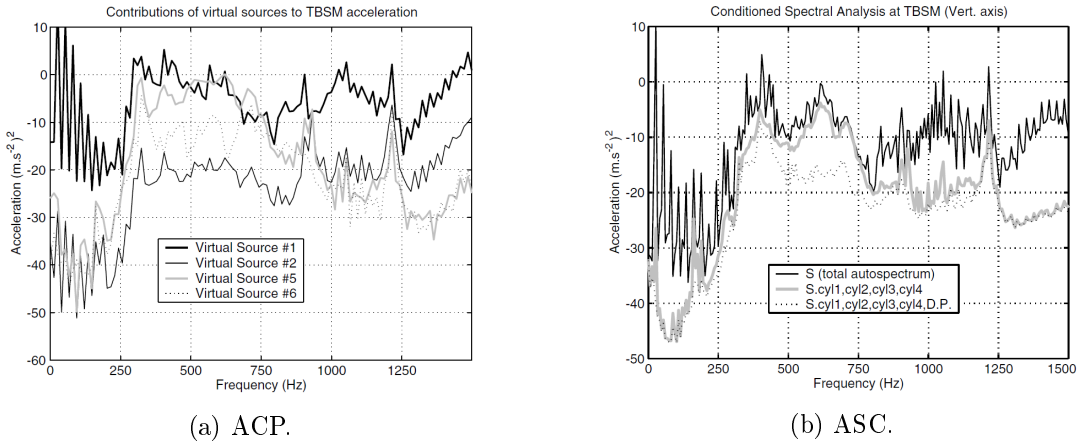 Contributions of virtual sources to TBSM acceleration
10
0
-10
-20
-30
-40
-50
-60
Acceleration (m.s⁻²)²
0 250 500 750 1000 1250
Frequency (Hz)
Virtual Source #1
Virtual Source #2
Virtual Source #5
Virtual Source #6
(a) ACP.
Conditioned Spectral Analysis at TBSM (Vert. axis)
10
0
-10
-20
-30
-40
-50
Acceleration (m.s⁻²)²
0 250 500 750 1000 1250 1500
Frequency (Hz)
S (total autospectrum)
S.cyl1,cyl2,cyl3,cyl4
S.cyl1,cyl2,cyl3,cyl4,D.P.
(b) ASC.